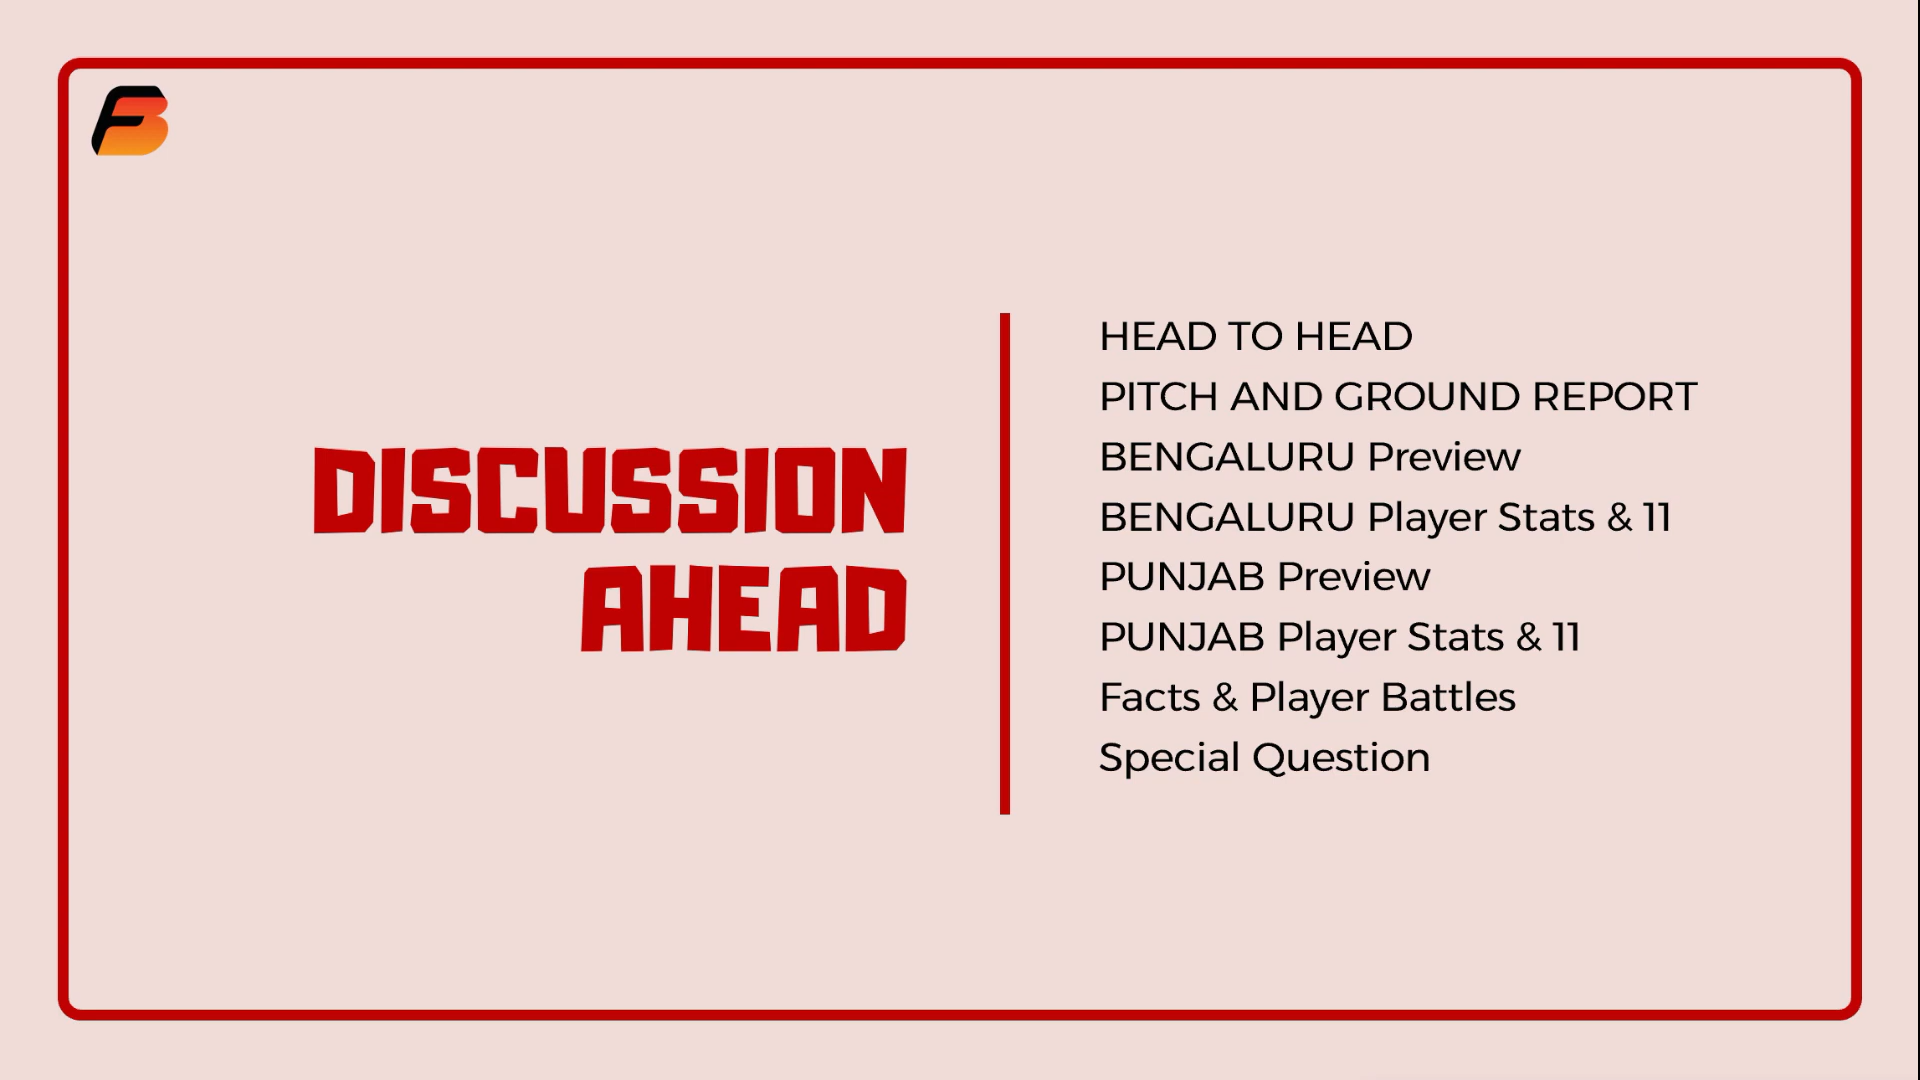 DISCUSSION
AHEAD
HEAD TO HEAD
PITCH AND GROUND REPORT
BENGALURU Preview
BENGALURU Player Stats & 11
PUNJAB Preview
PUNJAB Player Stats & 11
Facts & Player Battles
Special Question